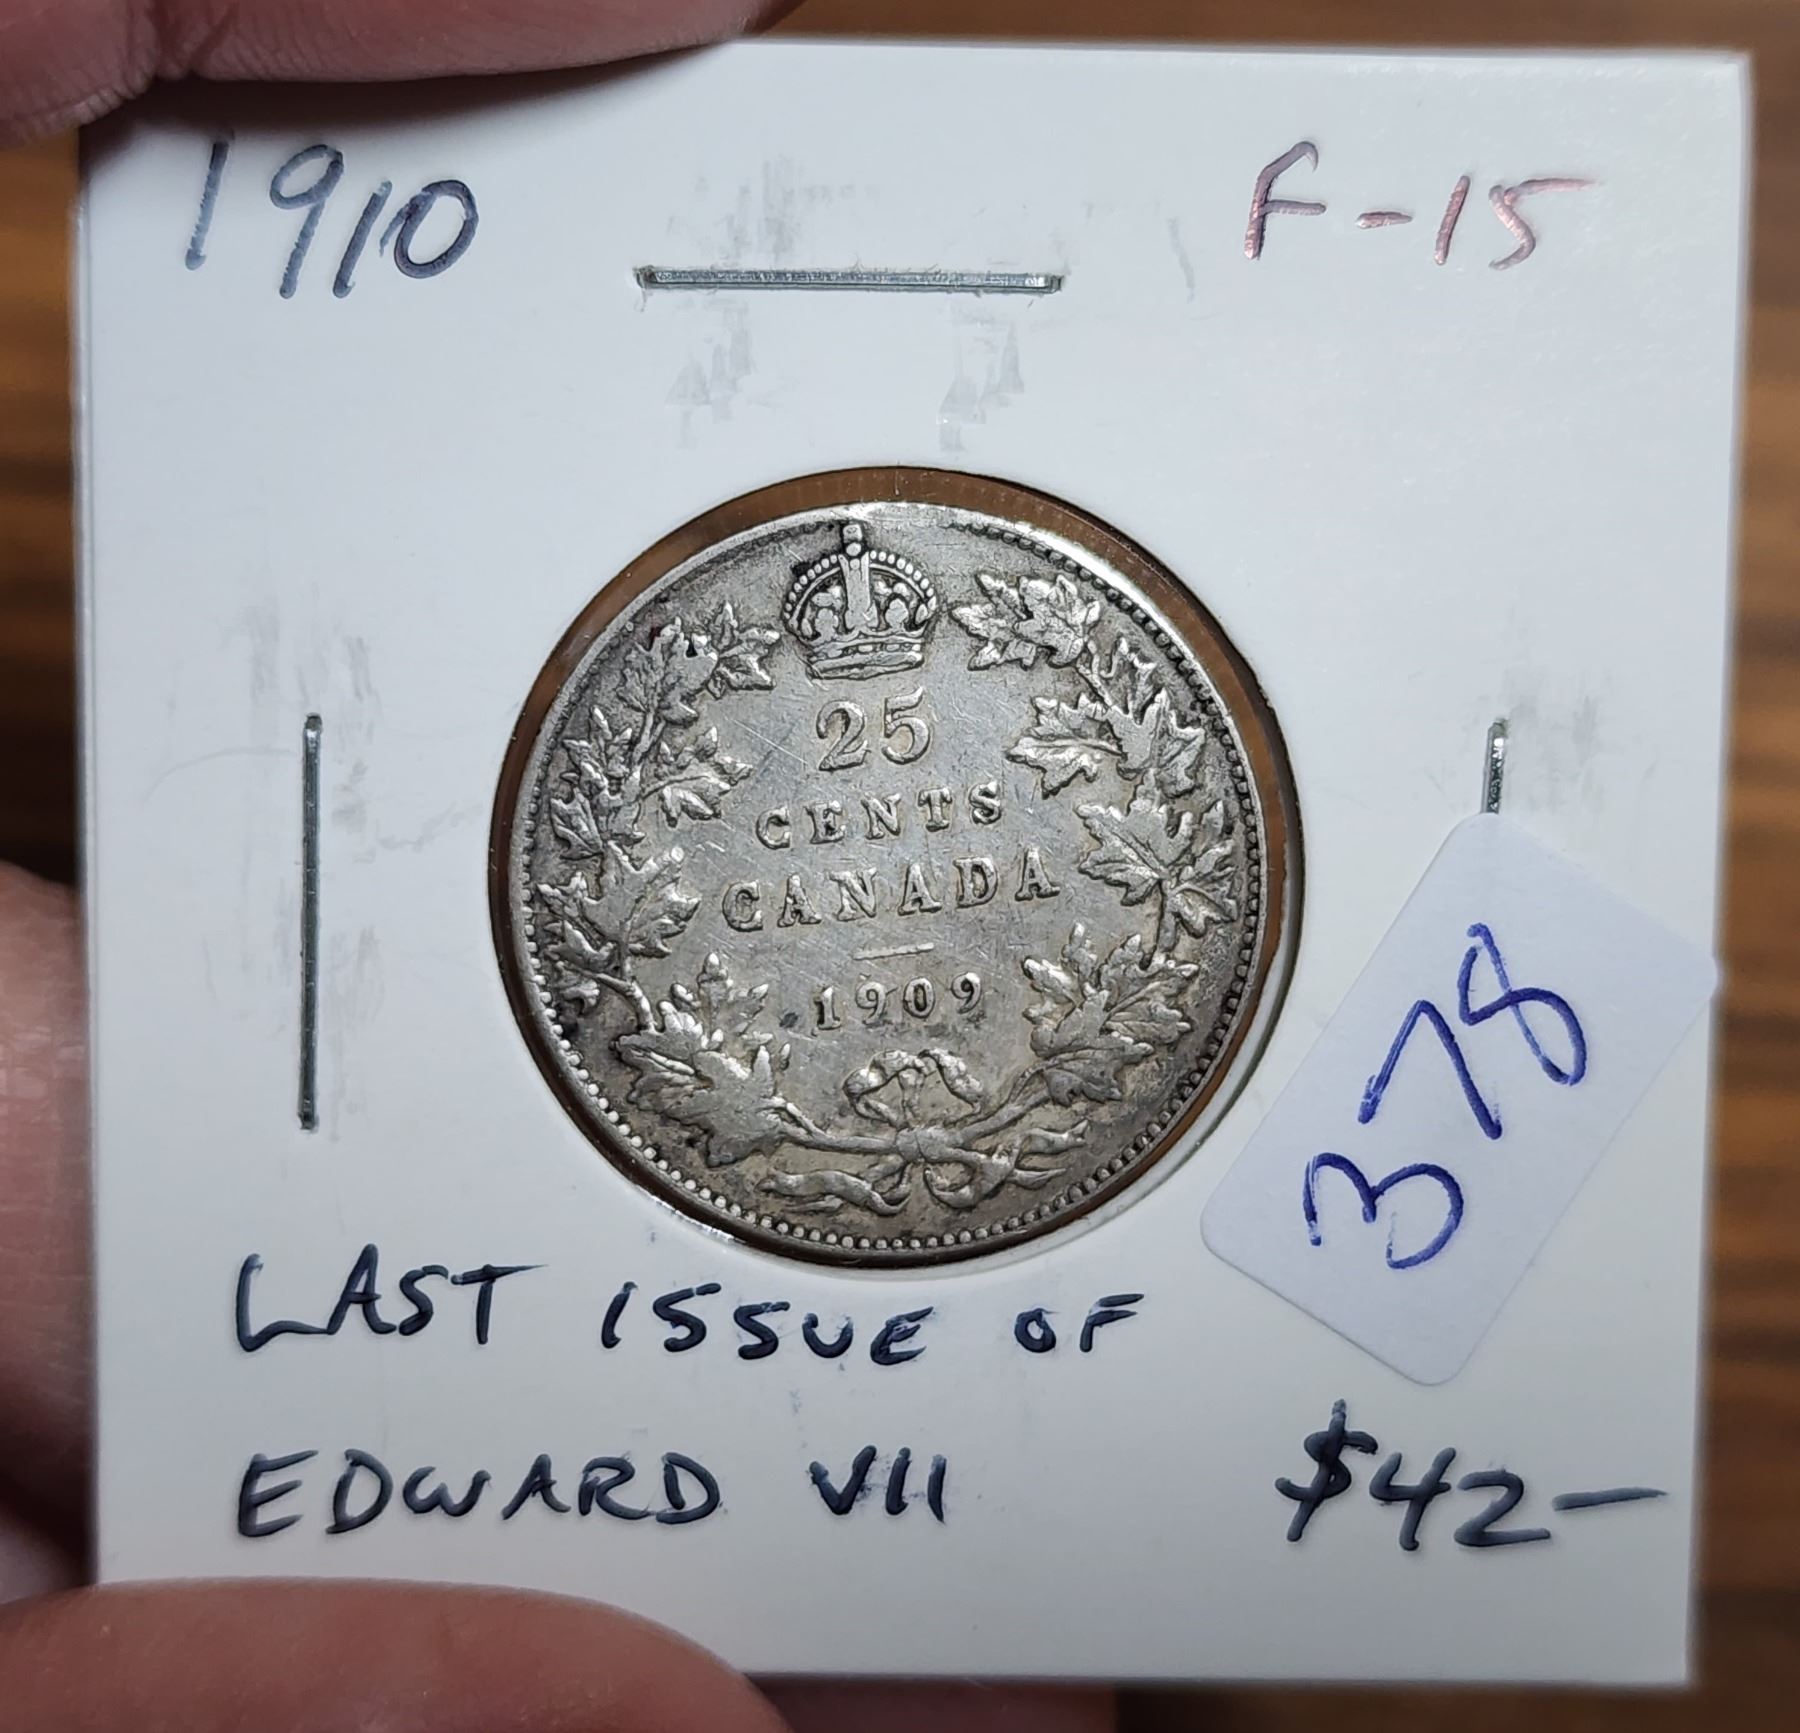 1910 F-15
25
CENTS
CANADA
1909
378
LAST ISSUE OF
EDWARD VII $42-